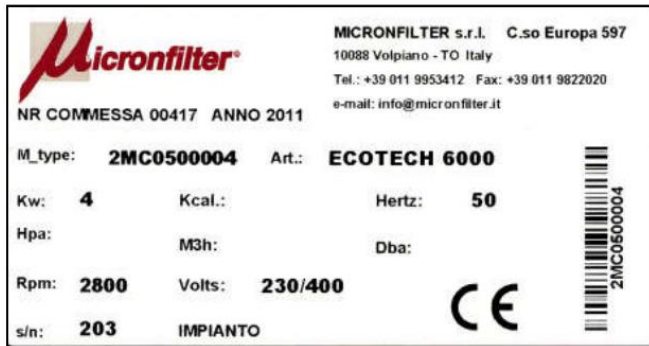 Micronfilter®
MICRONFILTER s.r.l. C.so Europa 597
10088 Volpiano - TO Italy
Tel.: +39 011 9953412 Fax: +39 011 9822020
e-mail: info@micronfilter.it
NR COMMESSA 00417 ANNO 2011
M_type: 2MC0500004 Art.: ECOTECH 6000
Kw: 4 Kcal.: Hertz: 50
Hpa: M3h: Dba:
Rpm: 2800 Volts: 230/400
CE
s/n: 203 IMPIANTO
2MC0500004